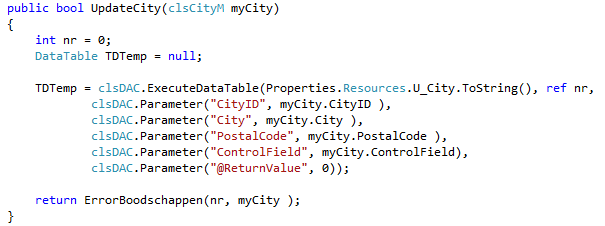 public bool UpdateCity(clsCityM myCity)
{
    int nr = 0;
    DataTable TDTemp = null;

    TDTemp = clsDAC.ExecuteDataTable(Properties.Resources.U_City.ToString(), ref nr,
            clsDAC.Parameter("CityID", myCity.CityID ),
            clsDAC.Parameter("City", myCity.City ),
            clsDAC.Parameter("PostalCode", myCity.PostalCode ),
            clsDAC.Parameter("ControlField", myCity.ControlField),
            clsDAC.Parameter("@ReturnValue", 0));

    return ErrorBoodschappen(nr, myCity );
}